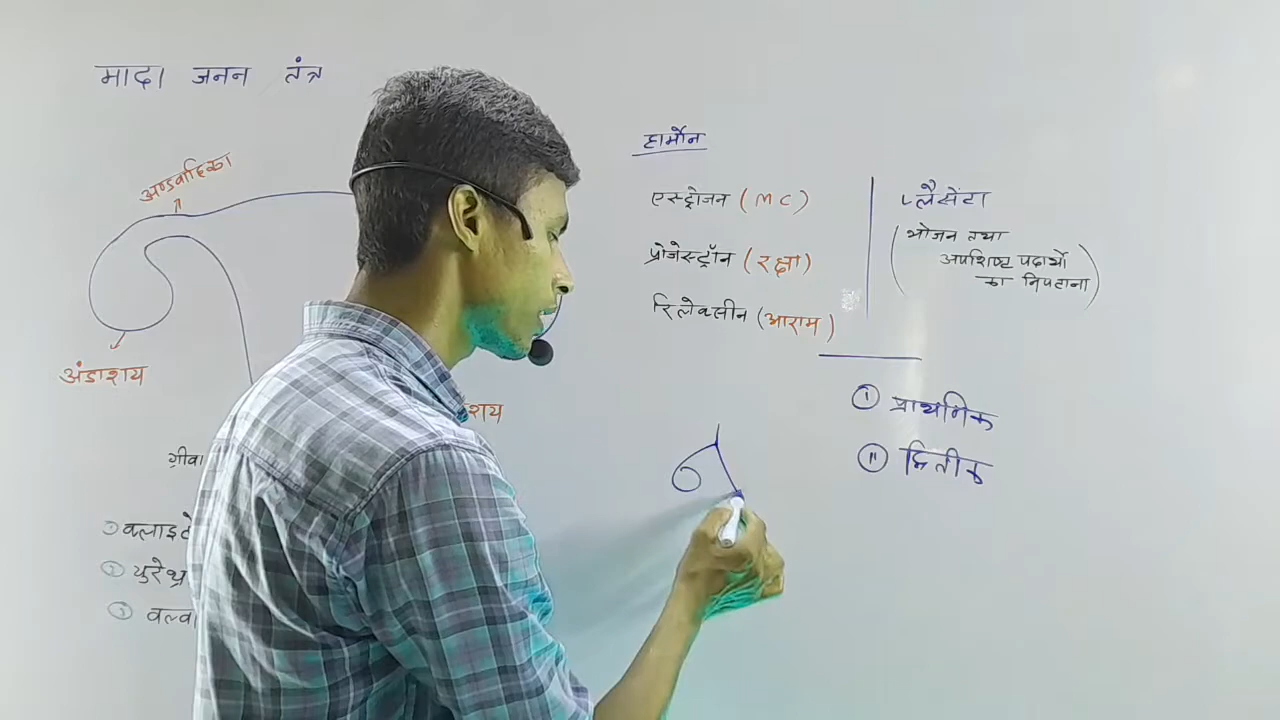 मादा जनन तंत्र
अण्डवाहिका
अंडाशय
शय
ग्रीवा
① क्लाइटे
② युरेथ्र
③ वल्वा
हार्मोन
एस्ट्रोजन (MC)
प्रोजेस्ट्रॉन (रक्षा)
रिलेक्सीन (आराम)
प्लैसेंटा
(भोजन तथा
अपशिष्ट पदार्थो
का निपटाना)
Ⓘ प्राथमिक
② द्वितीक